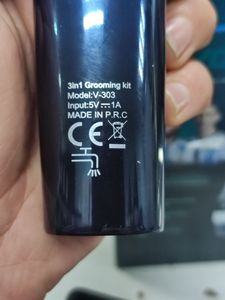 3in1 Grooming kit
Model:V-303
Input:5V⎓1A
MADE IN P.R.C
CE